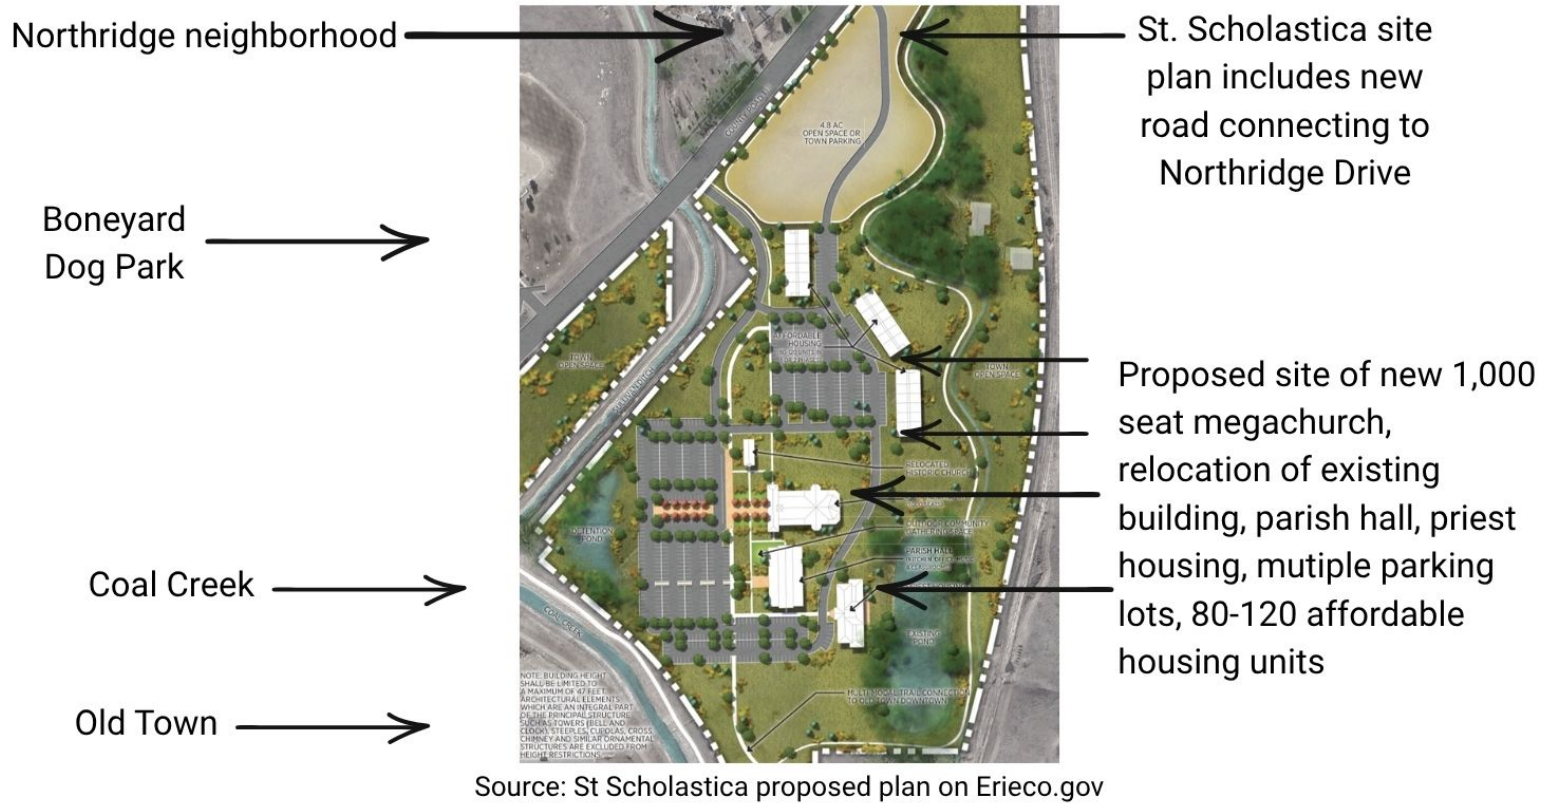 Northridge neighborhood
St. Scholastica site
plan includes new
road connecting to
Northridge Drive
4.8 AC
OPEN SPACE OR
TOWN PARKING
Boneyard
Dog Park
AFFORDABLE
HOUSING
TOWN
OPEN SPACE
TOWN
OPEN SPACE
Proposed site of new 1,000
seat megachurch,
relocation of existing
building, parish hall, priest
housing, mutiple parking
lots, 80-120 affordable
housing units
RELOCATED
HISTORIC CHURCH
OUTDOOR COMMUNITY
GATHERING SPACE
PARISH HALL
DETENTION
POND
Coal Creek
COAL CREEK
EXISTING
POND
NOTE: BUILDING HEIGHT
SHALL BE LIMITED TO
A MAXIMUM OF 47 FEET.
ARCHITECTURAL ELEMENTS
WHICH ARE AN INTEGRAL PART
OF THE PRINCIPAL STRUCTURE
SUCH AS TOWERS (BELL AND
CLOCK), STEEPLES, CUPOLAS, CROSS
CHIMNEY AND SIMILAR ORNAMENTAL
STRUCTURES ARE EXCLUDED FROM
HEIGHT RESTRICTIONS
MULTI-MODAL TRAIL CONNECTION
TO OLD TOWN DOWNTOWN
Old Town
Source: St Scholastica proposed plan on Erieco.gov